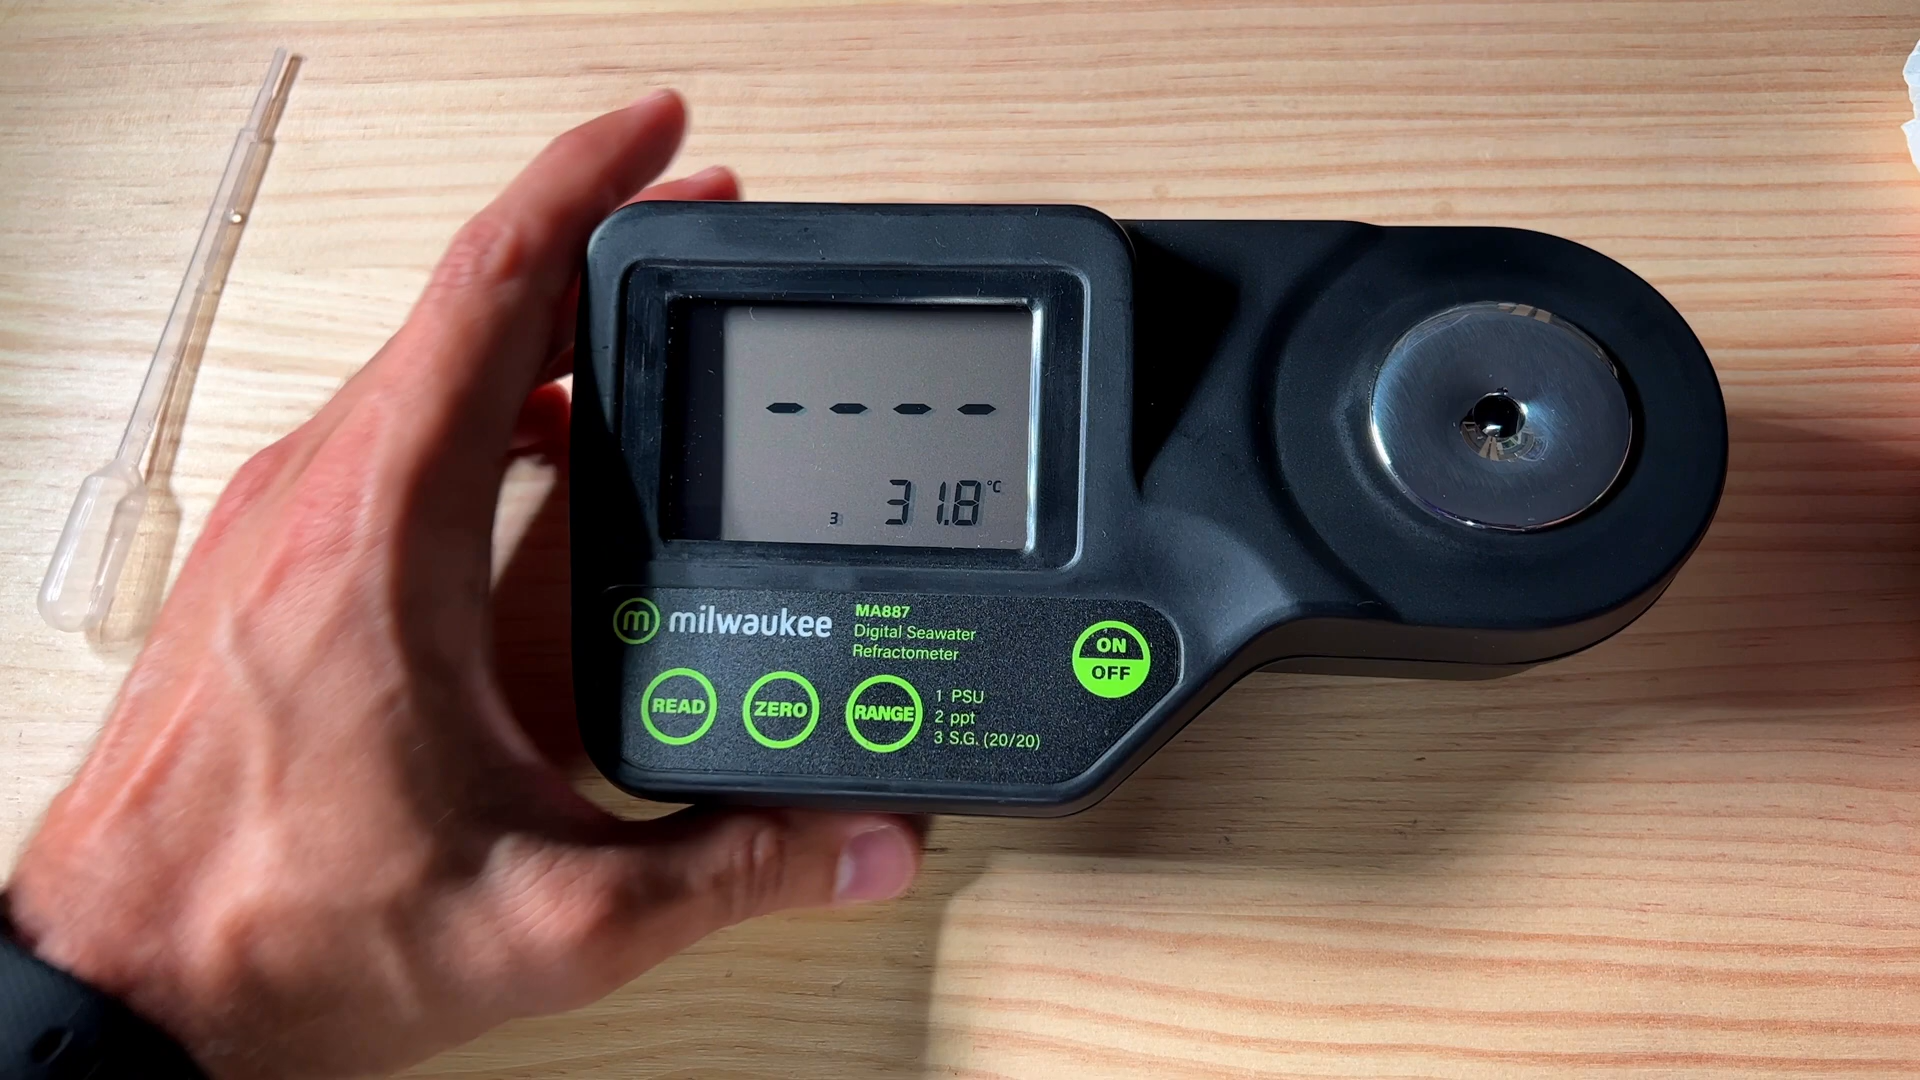 - - - -
3 31.8 °C
m milwaukee
MA887
Digital Seawater
Refractometer
ON
OFF
READ
ZERO
RANGE
1 PSU
2 ppt
3 S.G. (20/20)